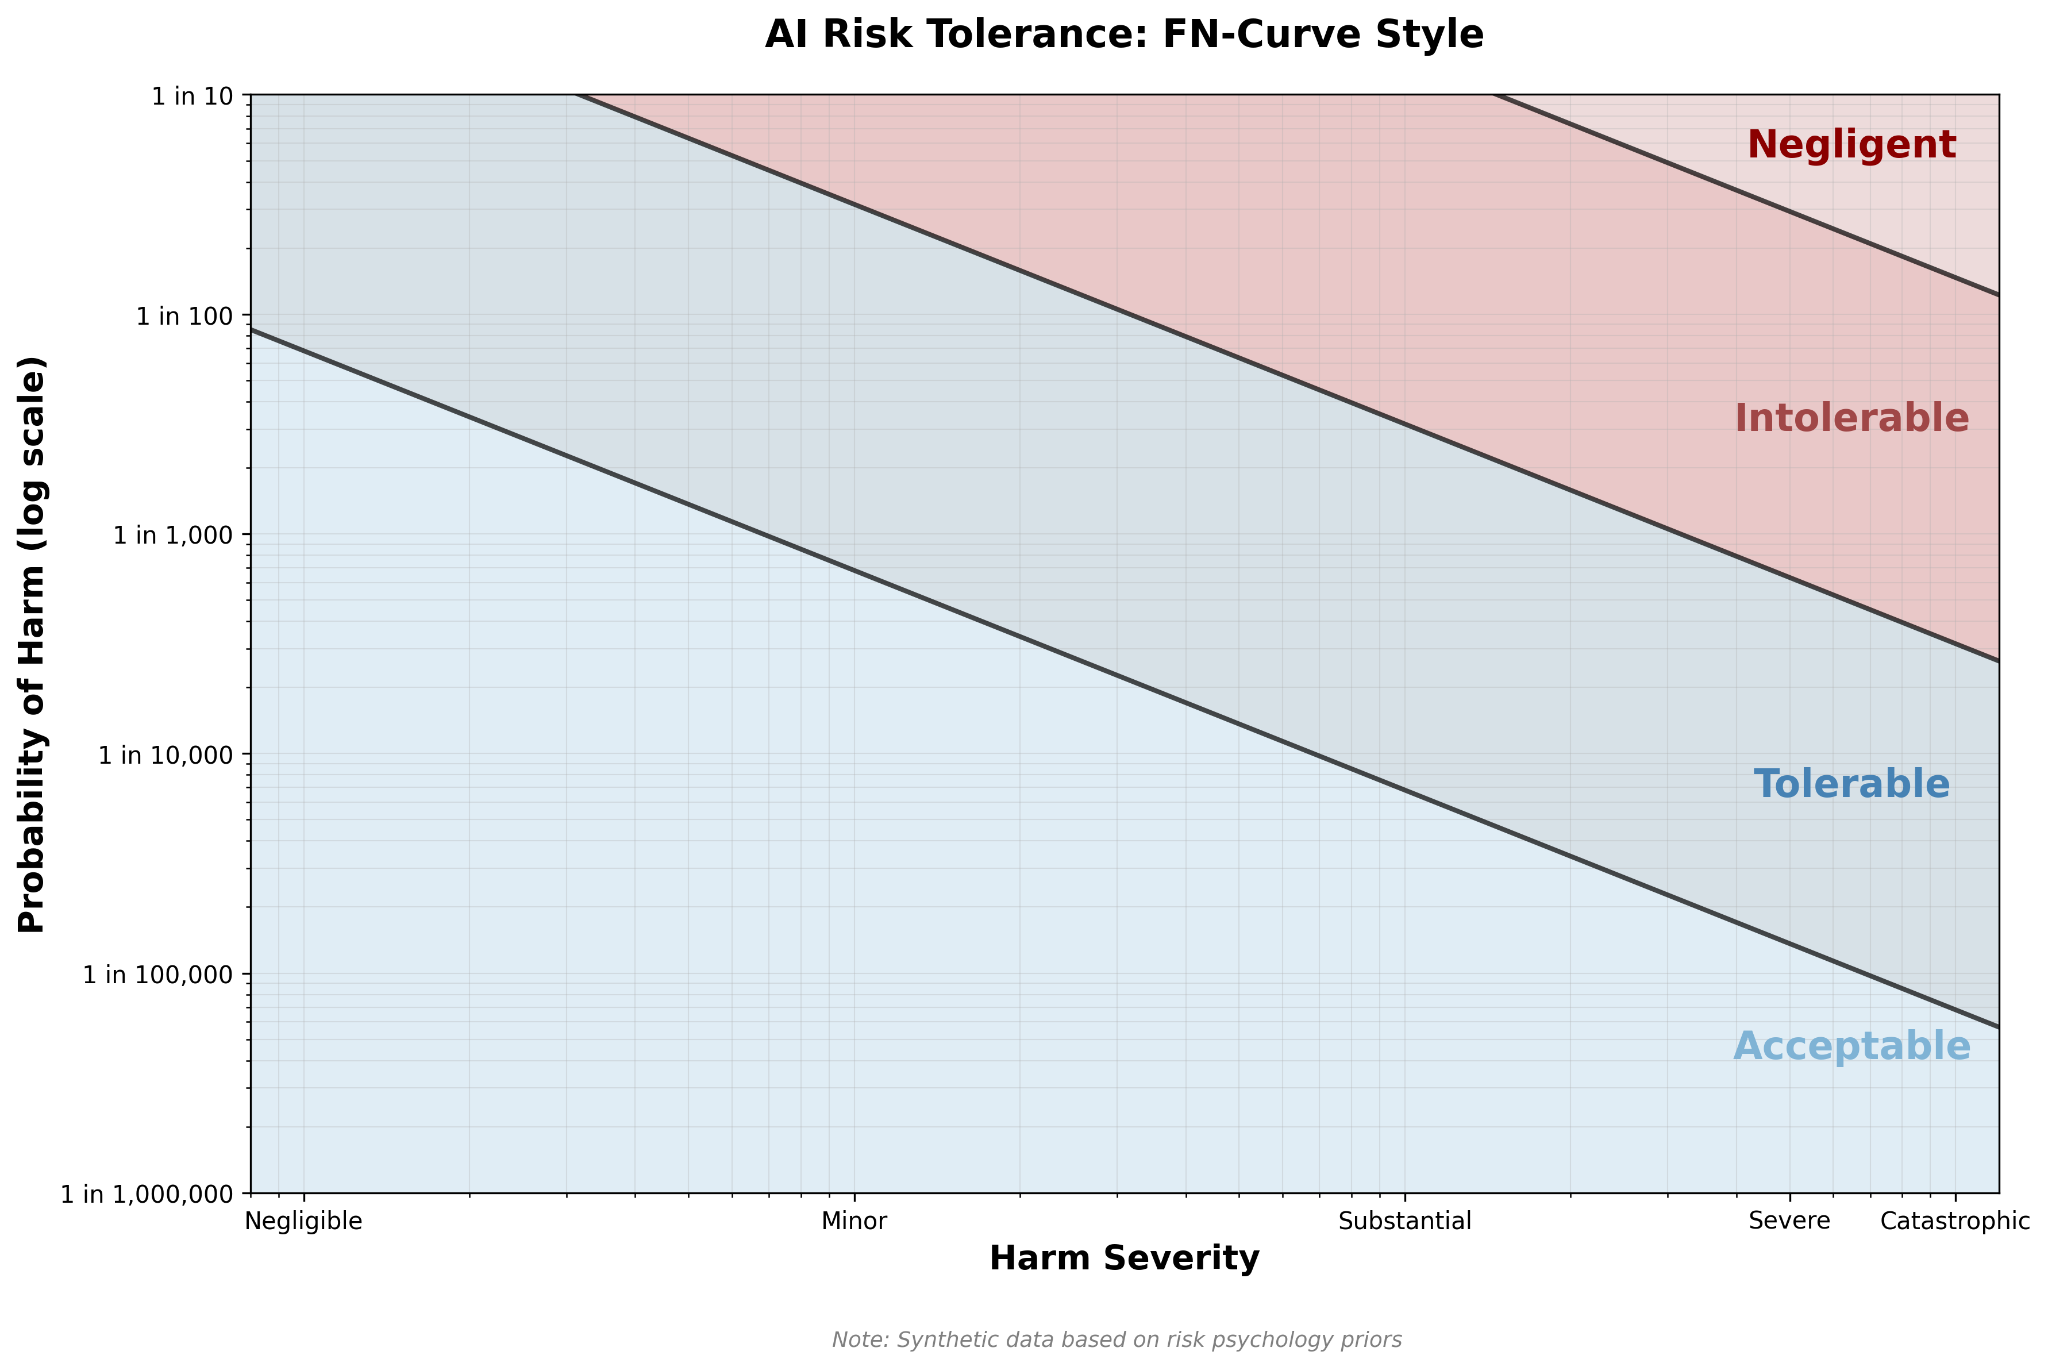 AI Risk Tolerance: FN-Curve Style
1 in 10
1 in 100
1 in 1,000
1 in 10,000
1 in 100,000
1 in 1,000,000
Probability of Harm (log scale)
Negligent
Intolerable
Tolerable
Acceptable
Negligible
Minor
Substantial
Severe
Catastrophic
Harm Severity
Note: Synthetic data based on risk psychology priors